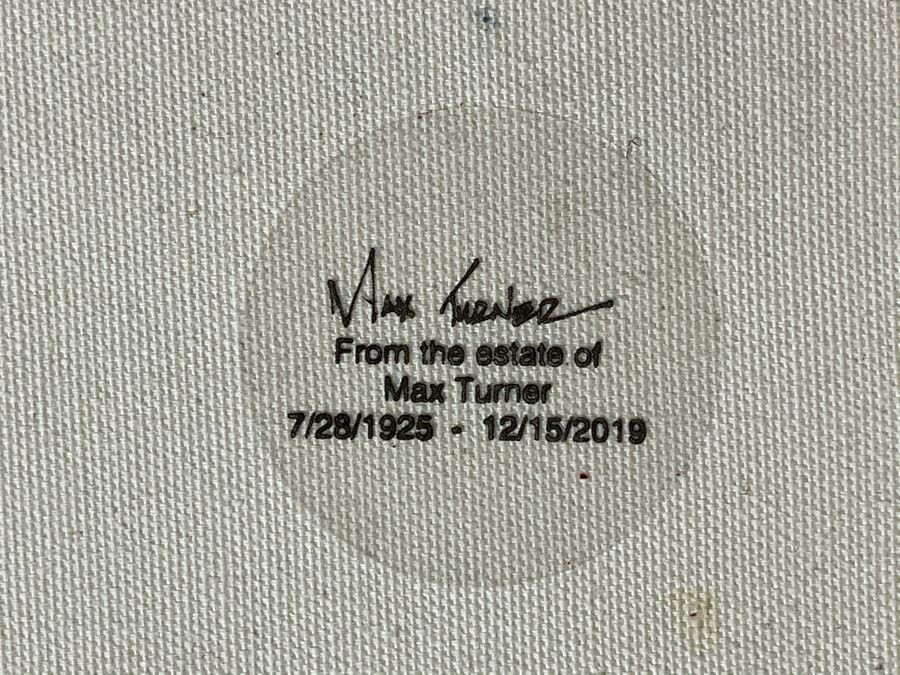 Max Turner
From the estate of
Max Turner
7/28/1925 - 12/15/2019